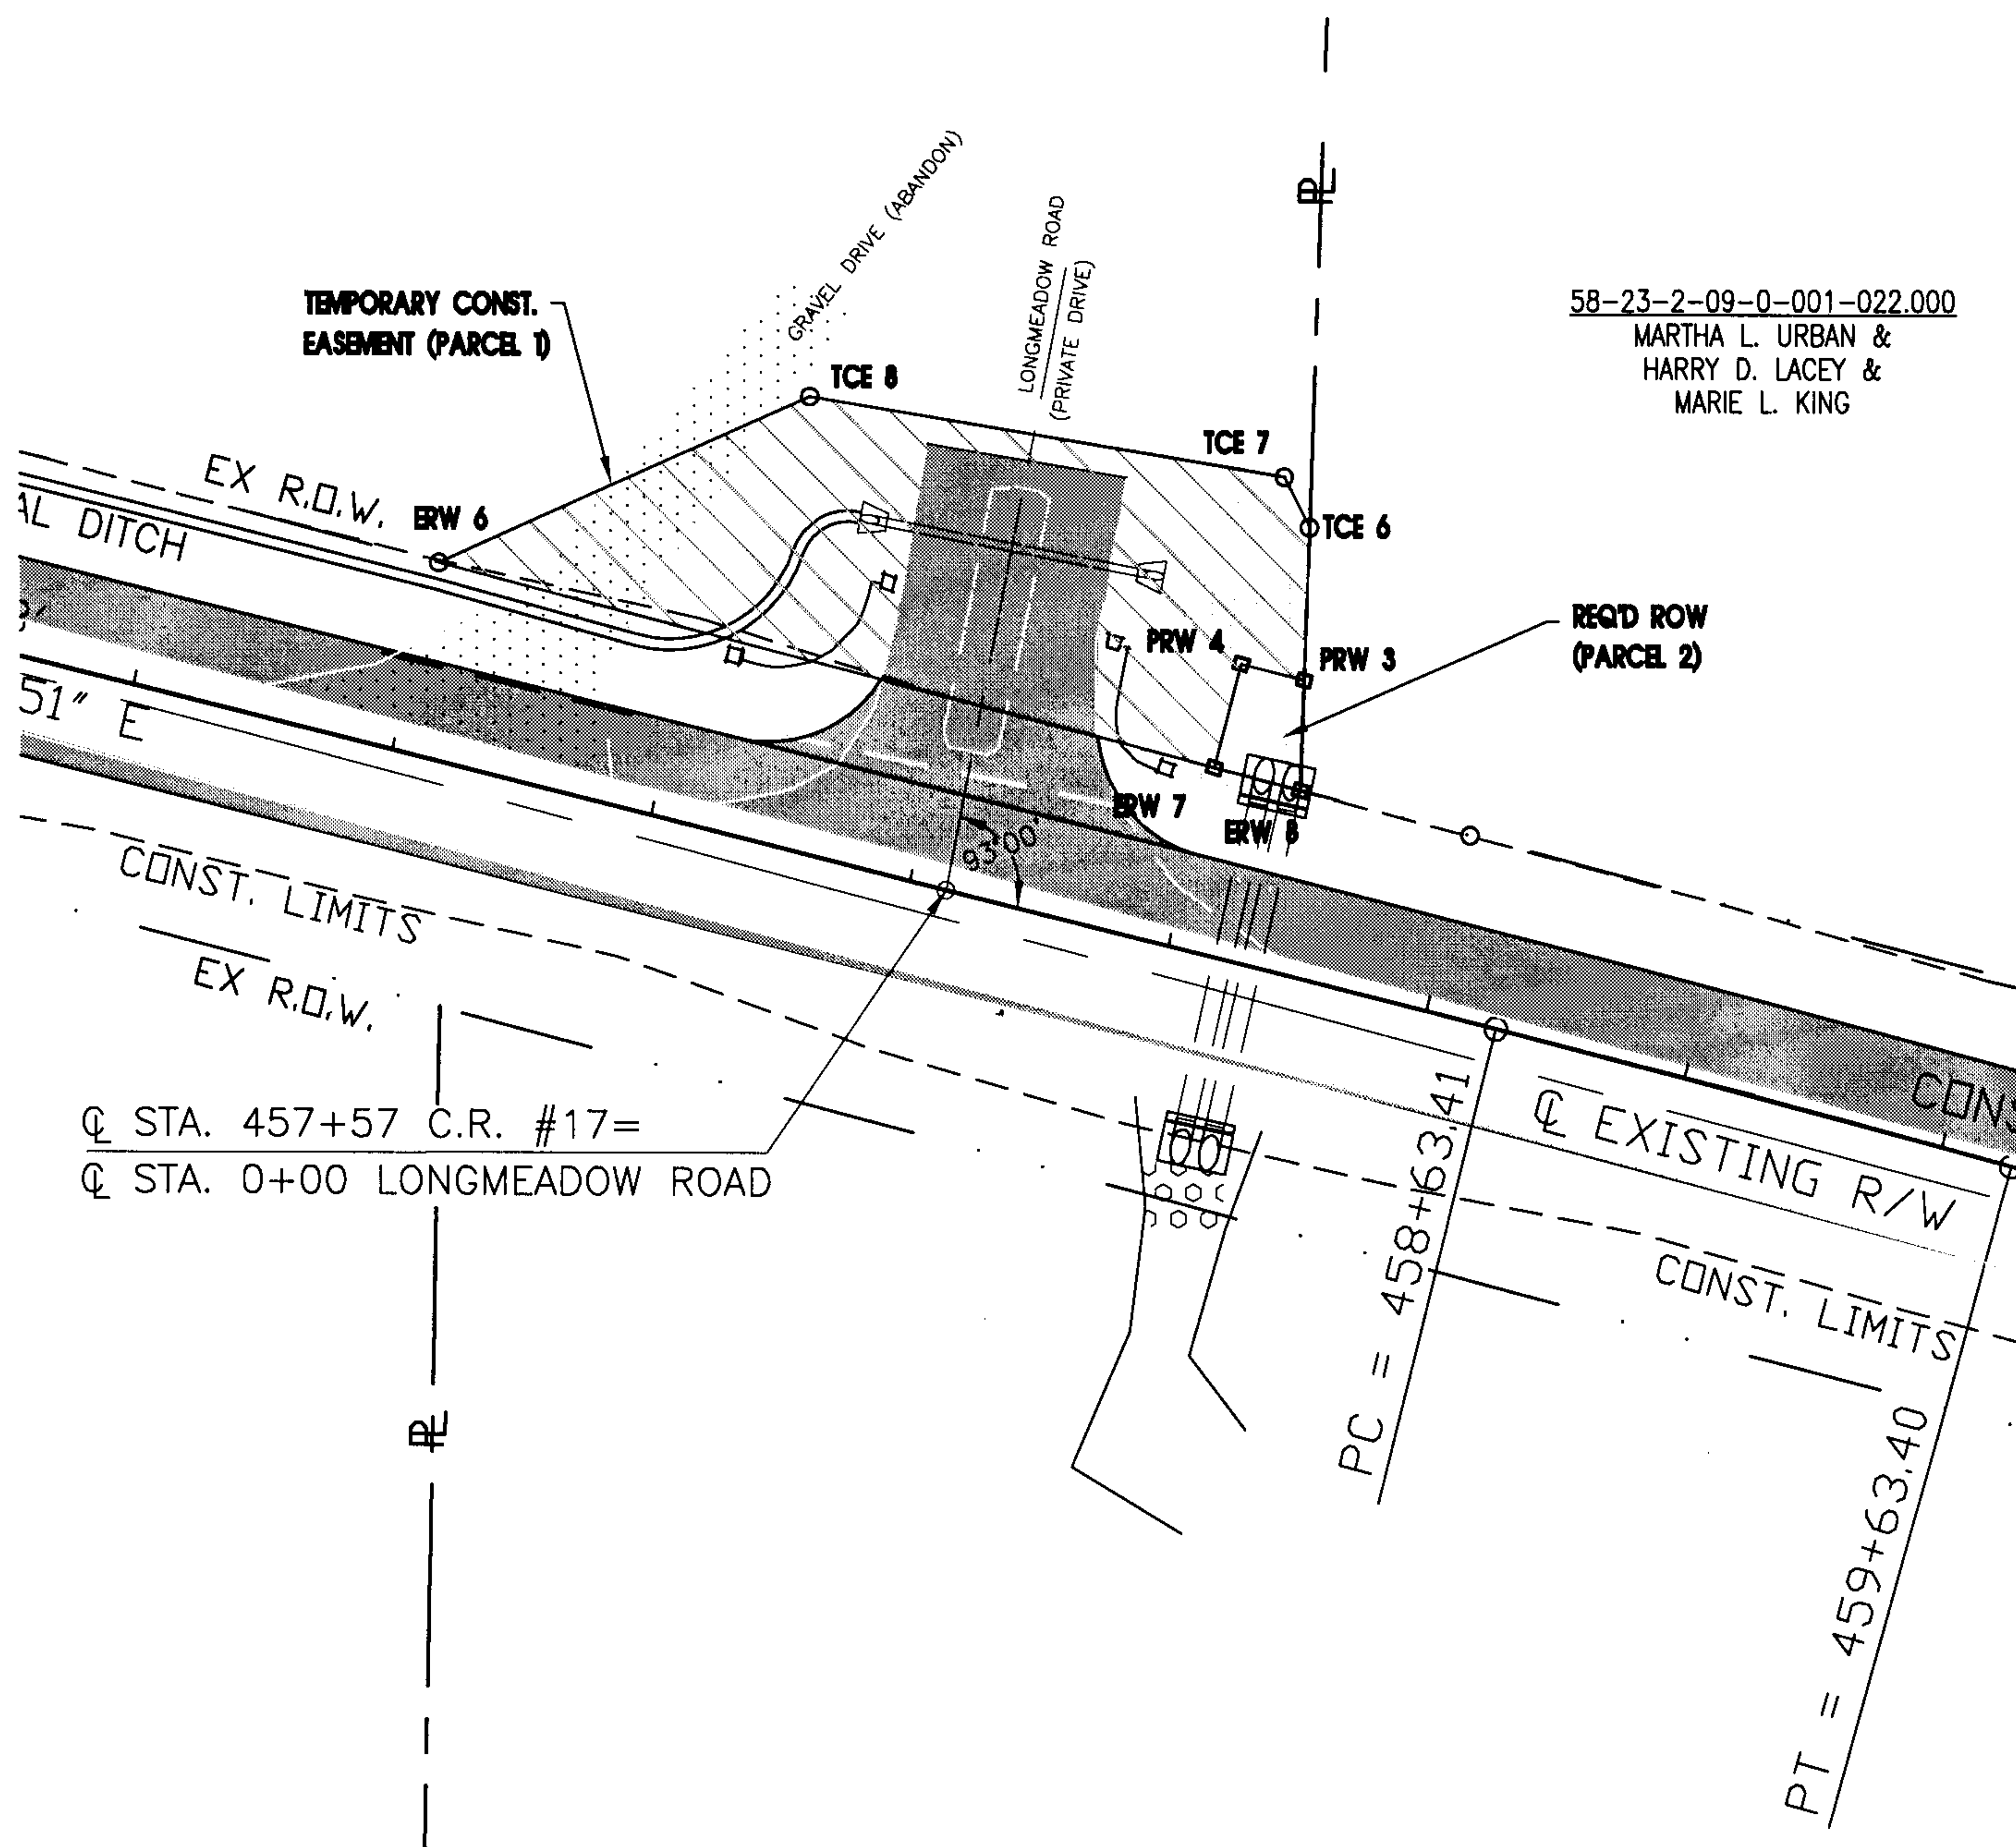 GRAVEL DRIVE (ABANDON)
LONGMEADOW ROAD
(PRIVATE DRIVE)
℄
TEMPORARY CONST.
EASEMENT (PARCEL 1)
58-23-2-09-0-001-022.000
MARTHA L. URBAN &
HARRY D. LACEY &
MARIE L. KING
TCE 8
TCE 7
TCE 6
EX R.O.W.
ERW 6
AL DITCH
REQ'D ROW
(PARCEL 2)
PRW 4
PRW 3
51" E
ERW 7
ERW 8
93°00'
CONST. LIMITS
EX R.O.W.
℄ STA. 457+57 C.R. #17=
℄ STA. 0+00 LONGMEADOW ROAD
PC = 458+63.41
℄ EXISTING R/W
CONS
CONST. LIMITS
PT = 459+63.40
PL